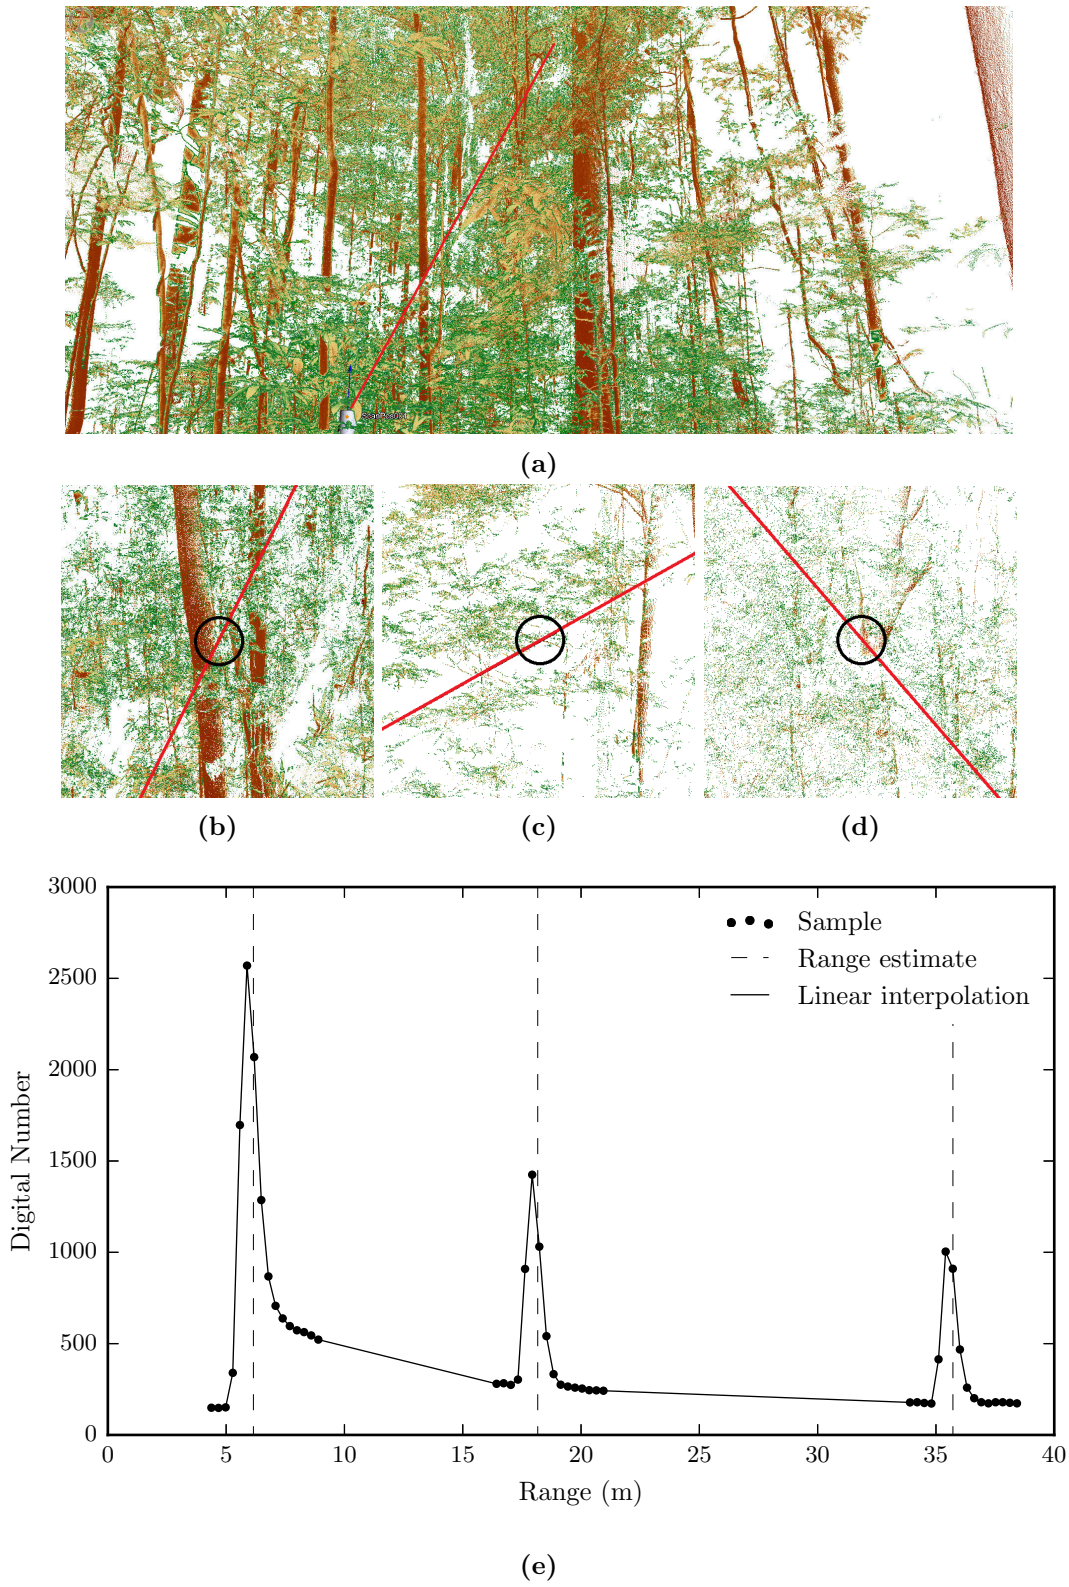 (a)
(b) (c) (d)
3000
2500
2000
1500
1000
500
0
Digital Number
Sample
Range estimate
Linear interpolation
0 5 10 15 20 25 30 35 40
Range (m)
(e)